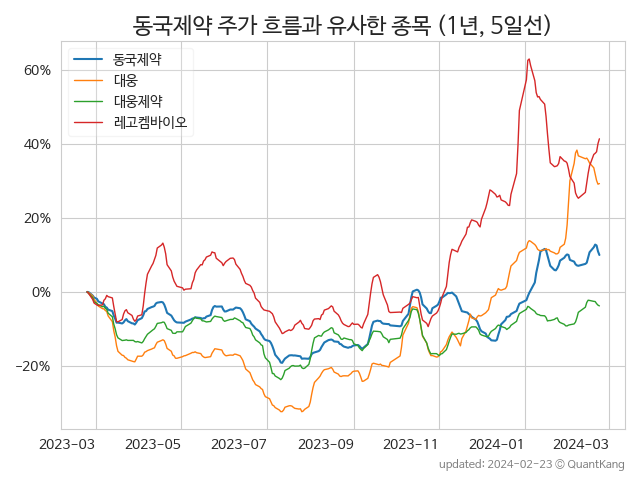 동국제약 주가 흐름과 유사한 종목 (1년, 5일선)
동국제약
대웅
대웅제약
레고켐바이오
60%
40%
20%
0%
−20%
2023-03
2023-05
2023-07
2023-09
2023-11
2024-01
2024-03
updated: 2024-02-23 © QuantKang